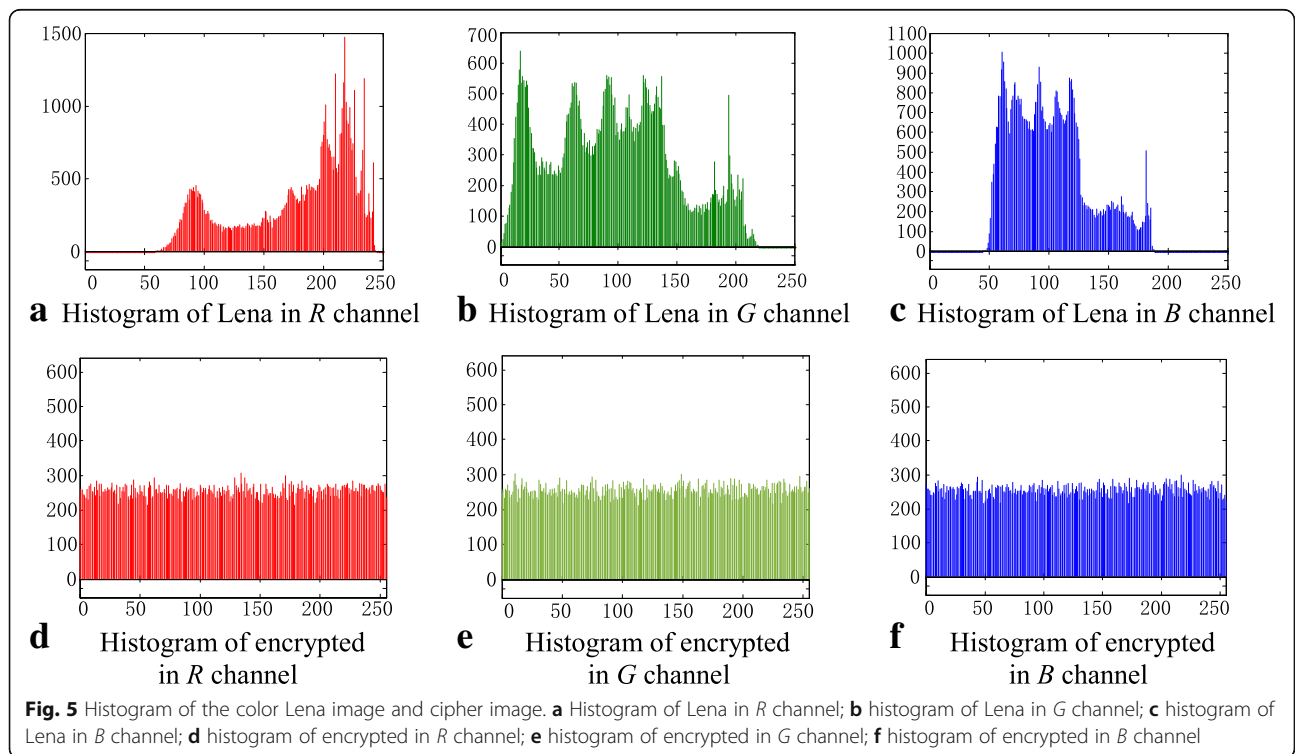 1500
1000
500
0
0 50 100 150 200 250
a Histogram of Lena in R channel
700
600
500
400
300
200
100
0
0 50 100 150 200 250
b Histogram of Lena in G channel
1100
1000
900
800
700
600
500
400
300
200
100
0
0 50 100 150 200 250
c Histogram of Lena in B channel
600
500
400
300
200
100
0
0 50 100 150 200 250
d Histogram of encrypted
in R channel
600
500
400
300
200
100
0
0 50 100 150 200 250
e Histogram of encrypted
in G channel
600
500
400
300
200
100
0
0 50 100 150 200 250
f Histogram of encrypted
in B channel
Fig. 5 Histogram of the color Lena image and cipher image. a Histogram of Lena in R channel; b histogram of Lena in G channel; c histogram of
Lena in B channel; d histogram of encrypted in R channel; e histogram of encrypted in G channel; f histogram of encrypted in B channel